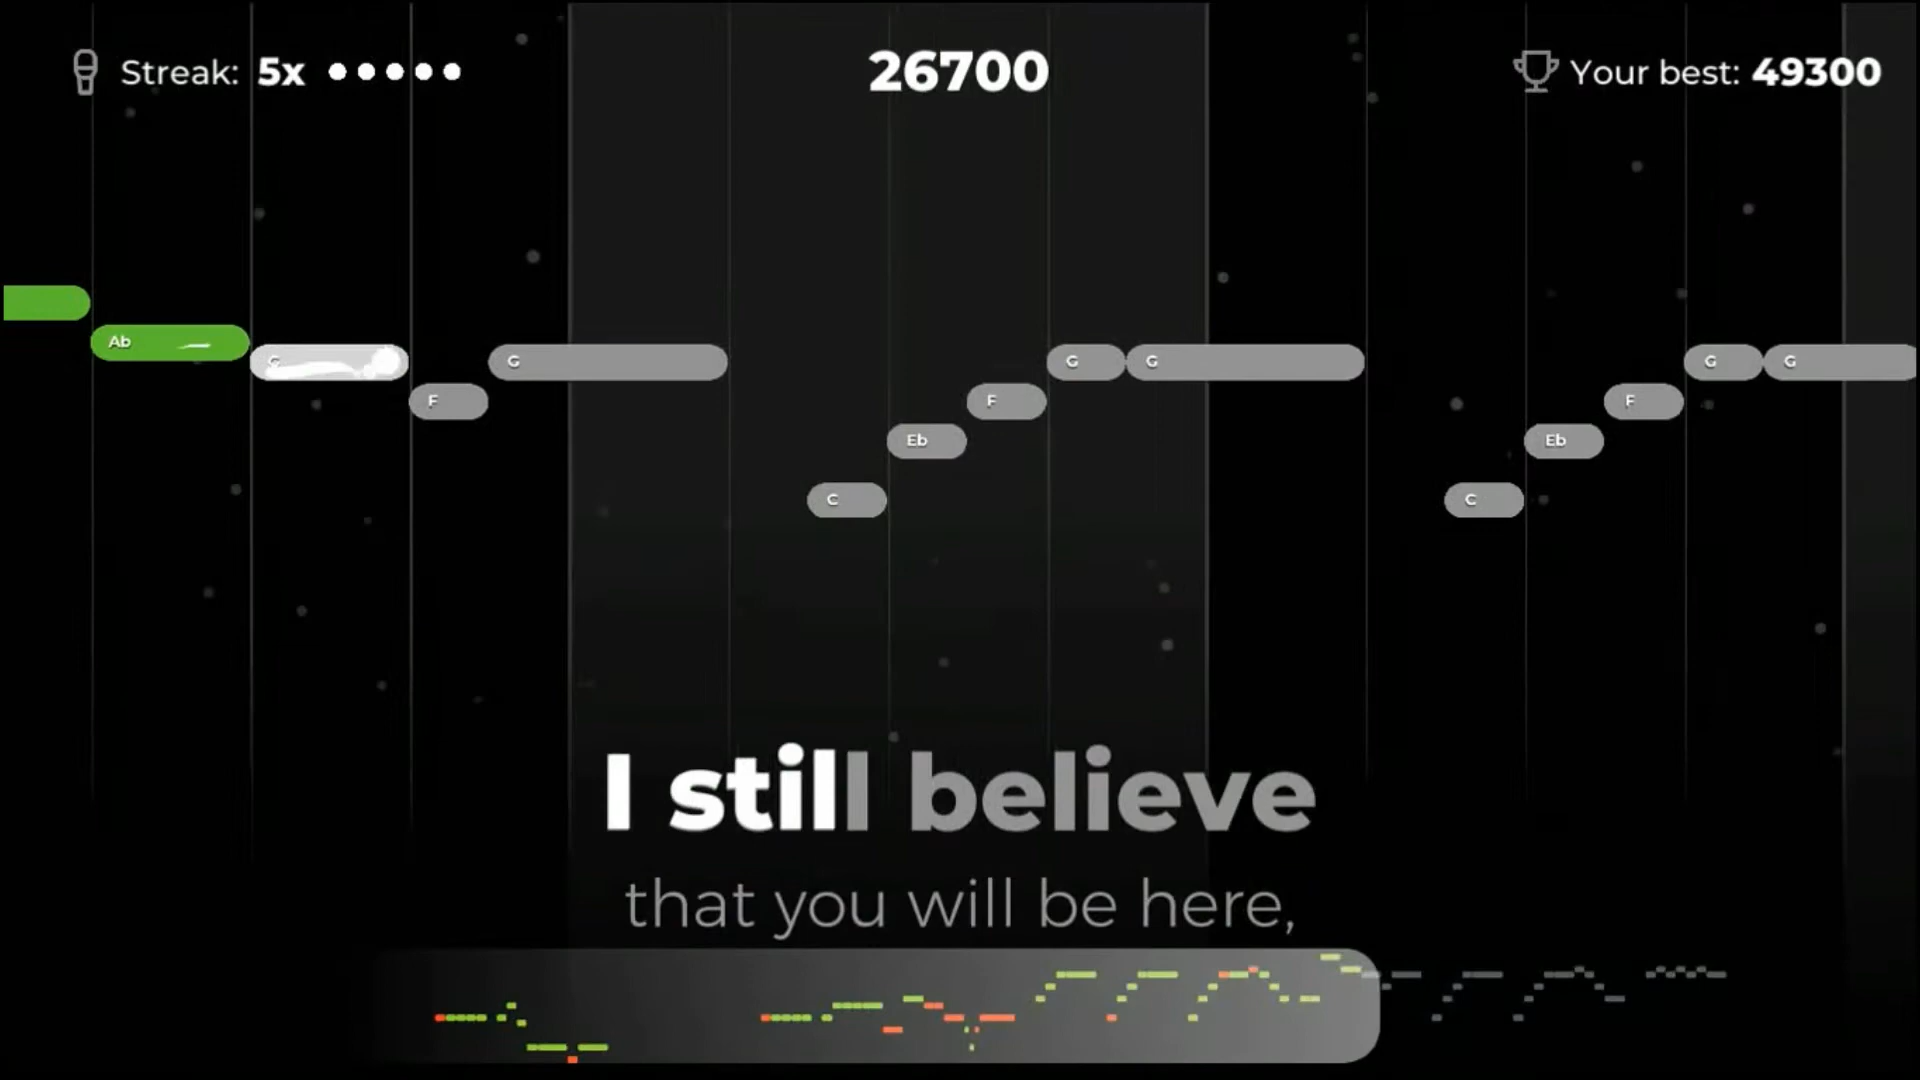 Streak: 5x
26700
Your best: 49300
Ab
G
F
G
C
Eb
F
G
G
C
Eb
F
G
G
I still believe
that you will be here,